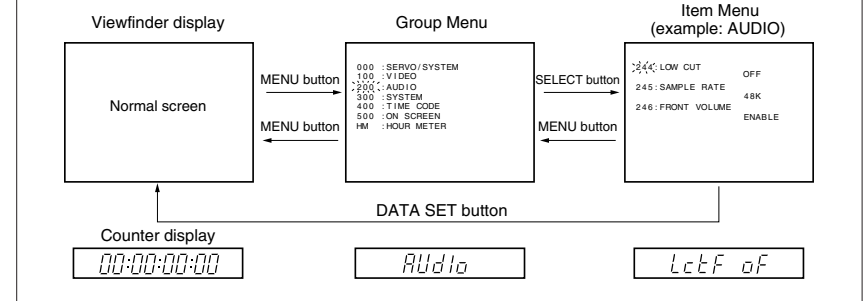 Viewfinder display
Group Menu
Item Menu
(example: AUDIO)
Normal screen
MENU button
MENU button
000 :SERVO/SYSTEM
100 :VIDEO
200 :AUDIO
300 :SYSTEM
400 :TIME CODE
500 :ON SCREEN
HM :HOUR METER
SELECT button
MENU button
244:LOW CUT
OFF
245:SAMPLE RATE
48K
246:FRONT VOLUME
ENABLE
DATA SET button
Counter display
00:00:00:00
AUdIo
LctF oF